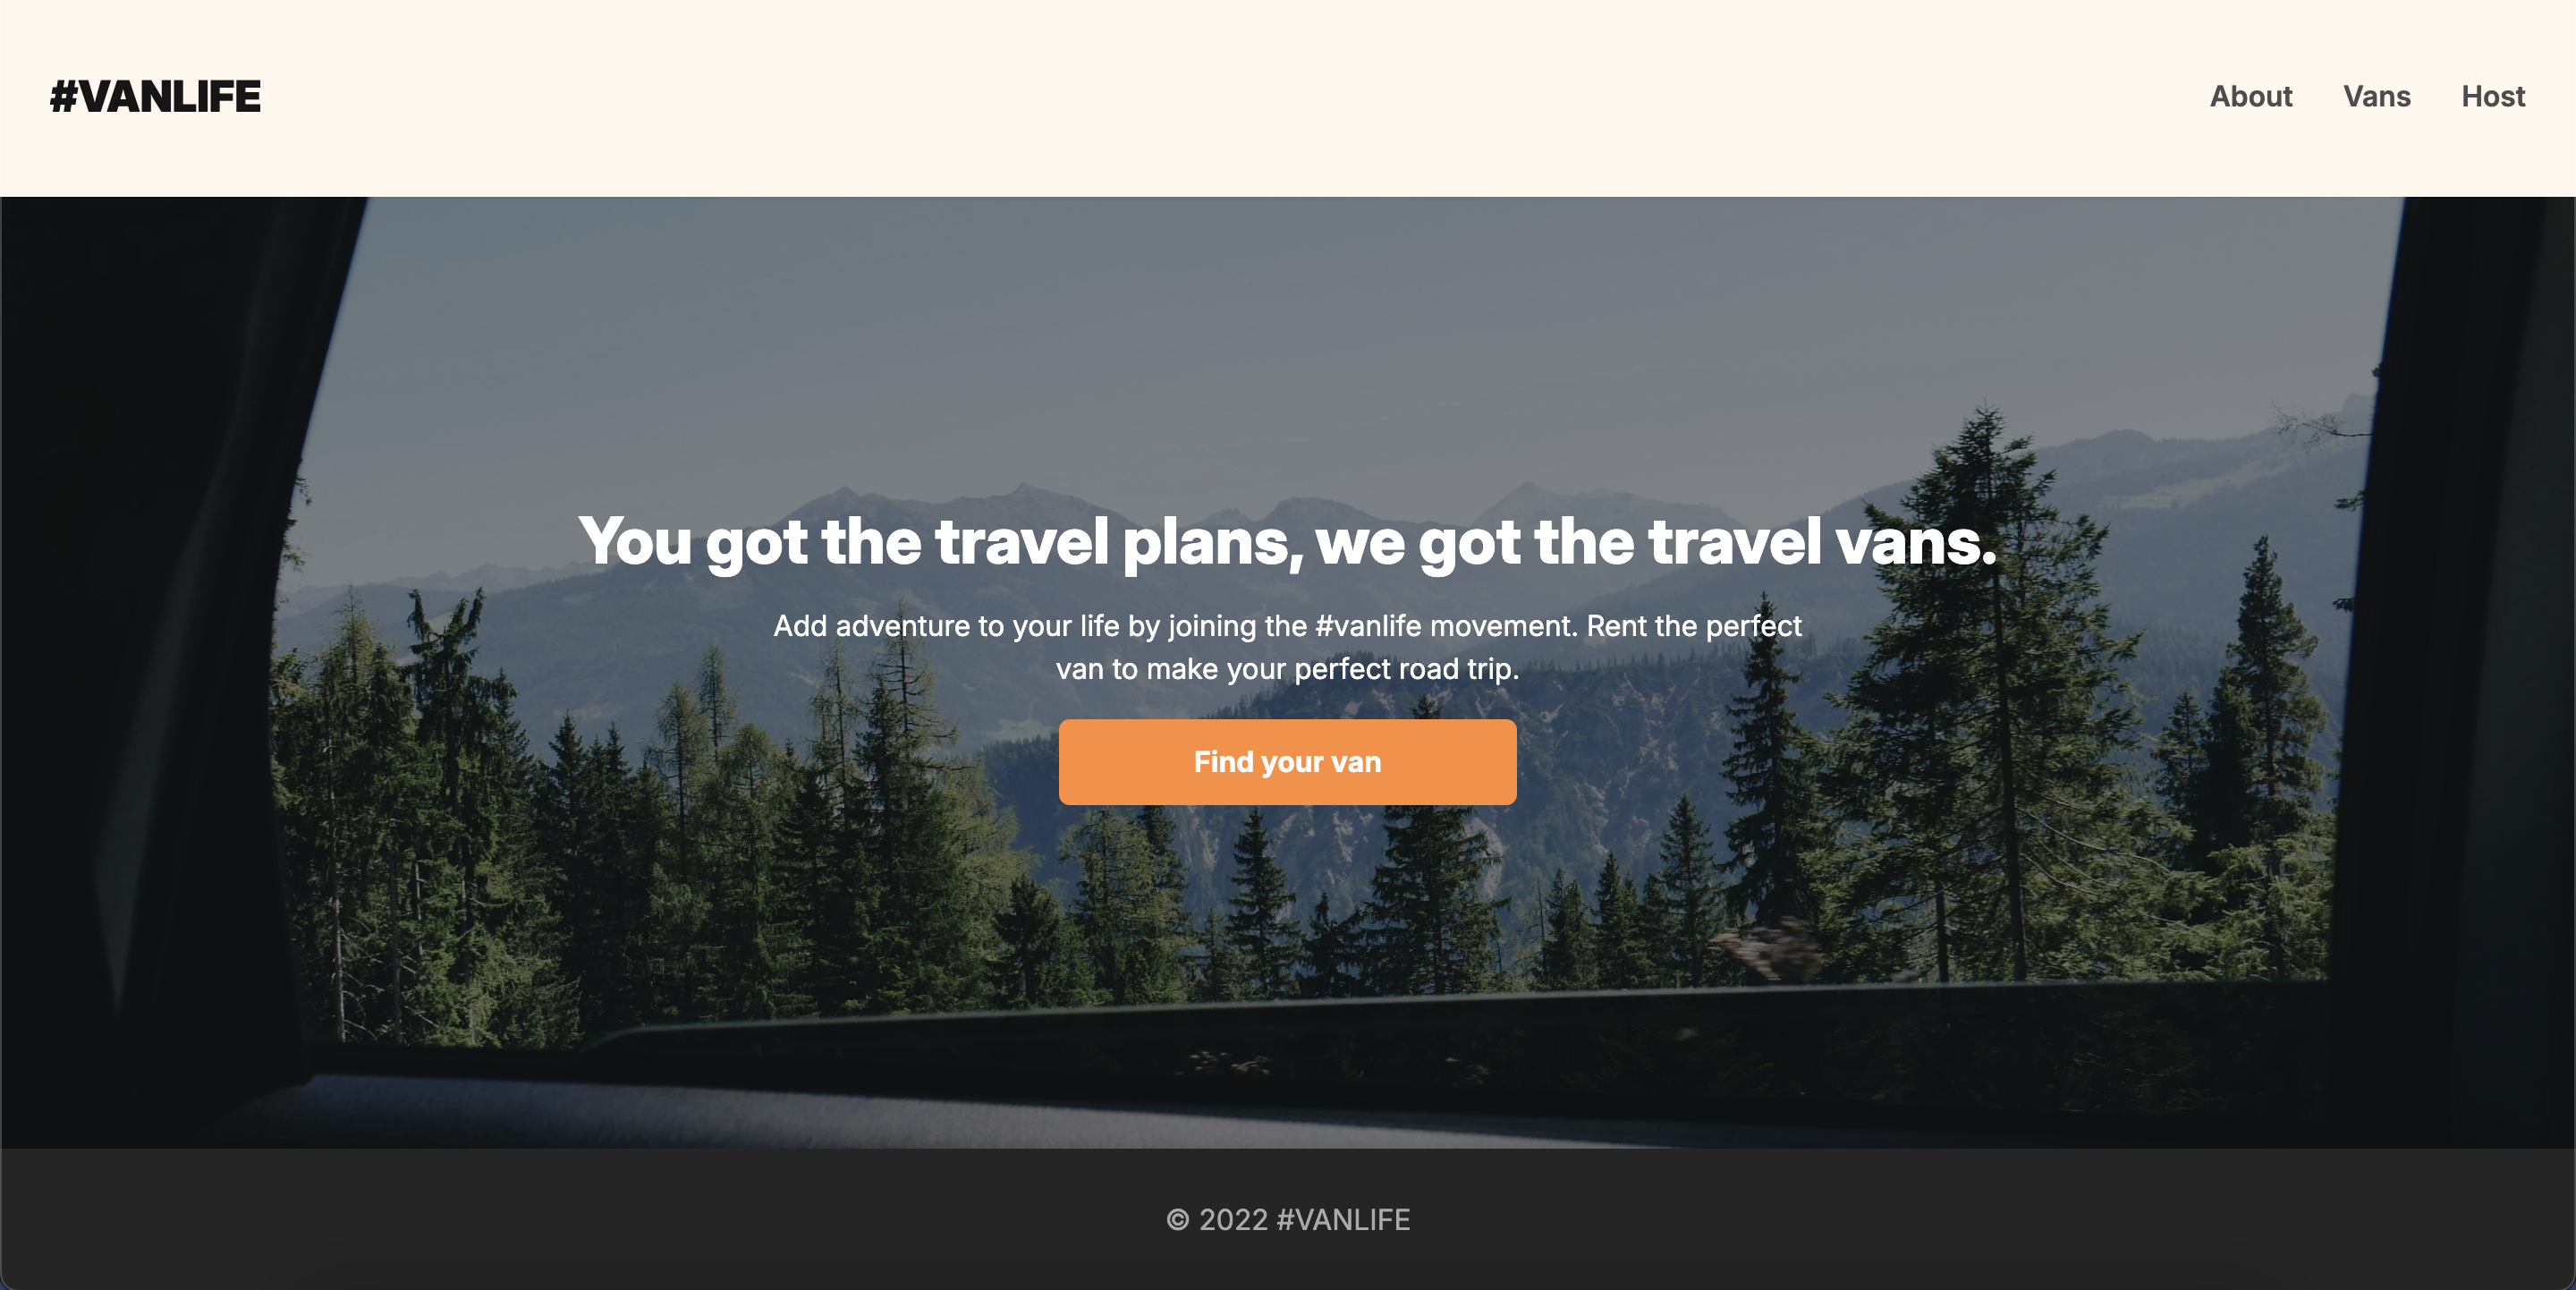 #VANLIFE
About Vans Host
You got the travel plans, we got the travel vans.
Add adventure to your life by joining the #vanlife movement. Rent the perfect
van to make your perfect road trip.
Find your van
© 2022 #VANLIFE